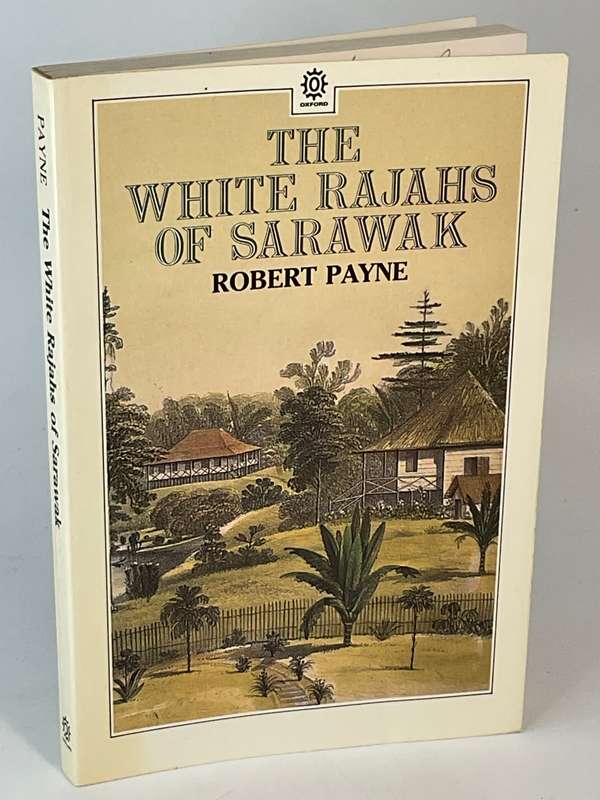 OXFORD
THE
WHITE RAJAHS
OF SARAWAK
ROBERT PAYNE
PAYNE The White Rajahs of Sarawak